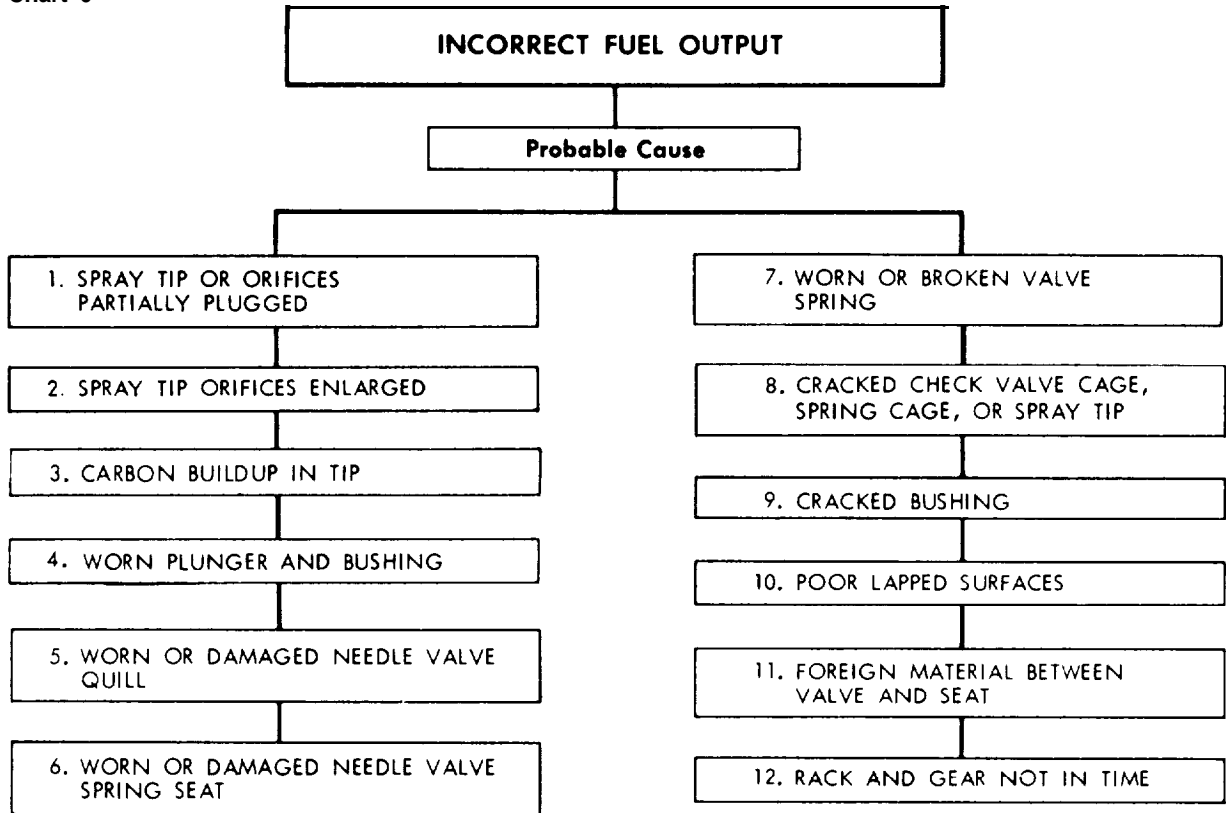 INCORRECT FUEL OUTPUT
Probable Cause
1. SPRAY TIP OR ORIFICES
PARTIALLY PLUGGED
2. SPRAY TIP ORIFICES ENLARGED
3. CARBON BUILDUP IN TIP
4. WORN PLUNGER AND BUSHING
5. WORN OR DAMAGED NEEDLE VALVE
QUILL
6. WORN OR DAMAGED NEEDLE VALVE
SPRING SEAT
7. WORN OR BROKEN VALVE
SPRING
8. CRACKED CHECK VALVE CAGE,
SPRING CAGE, OR SPRAY TIP
9. CRACKED BUSHING
10. POOR LAPPED SURFACES
11. FOREIGN MATERIAL BETWEEN
VALVE AND SEAT
12. RACK AND GEAR NOT IN TIME